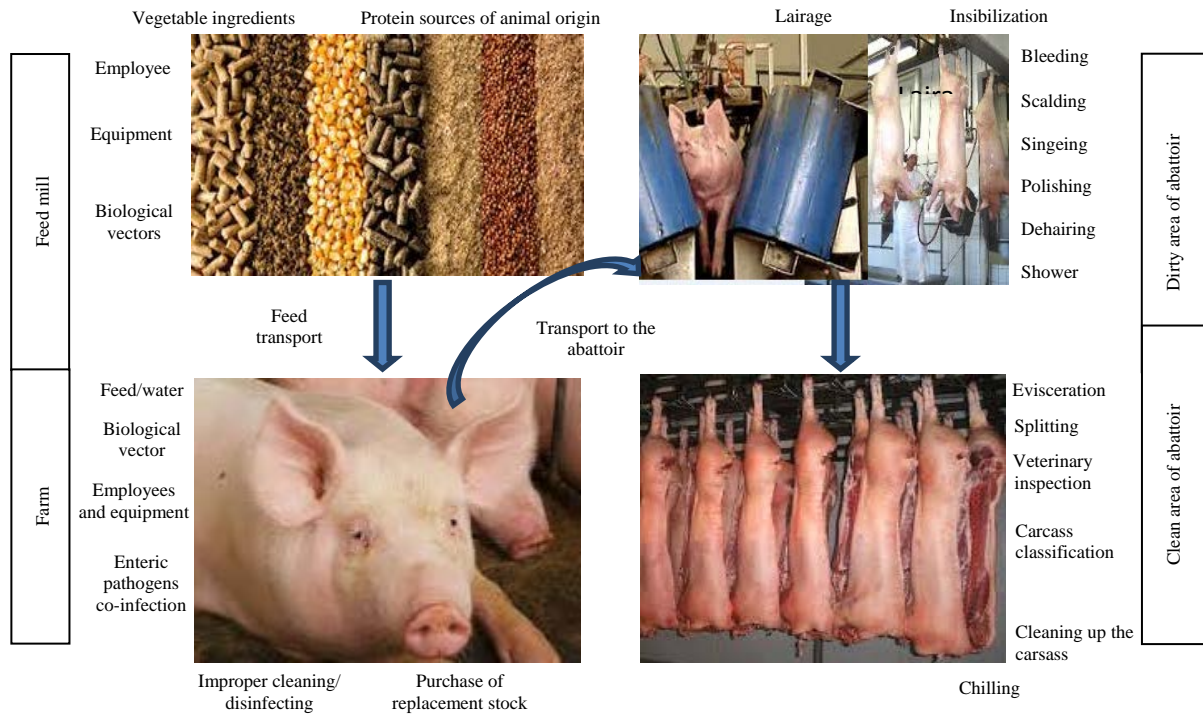 Vegetable ingredients
Protein sources of animal origin
Lairage
Insibilization
Feed mill
Employee
Equipment
Biological
vectors
Bleeding
Scalding
Singeing
Polishing
Dehairing
Shower
Dirty area of abattoir
Feed
transport
Transport to the
abattoir
Farm
Feed/water
Biological
vector
Employees
and equipment
Enteric
pathogens
co-infection
Evisceration
Splitting
Veterinary
inspection
Carcass
classification
Cleaning up the
carsass
Clean area of abattoir
Improper cleaning/
disinfecting
Purchase of
replacement stock
Chilling